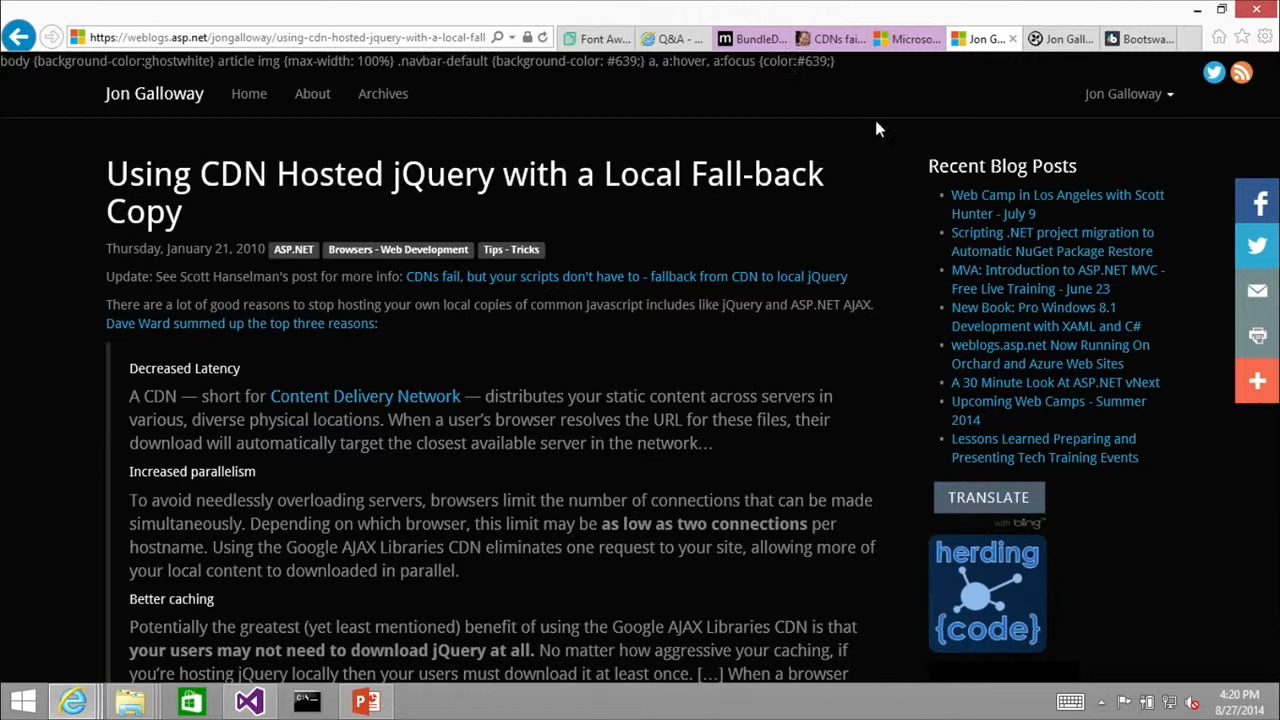 https://weblogs.asp.net/jongalloway/using-cdn-hosted-jquery-with-a-local-fall
Font Aw...
Q&A - ...
BundleD...
CDNs fai...
Microso...
Jon G...
Jon Gall...
Bootswa...
body {background-color:ghostwhite} article img {max-width: 100%} .navbar-default {background-color: #639;} a, a:hover, a:focus {color:#639;}
Jon Galloway
Home
About
Archives
Jon Galloway
Using CDN Hosted jQuery with a Local Fall-back
Copy
Thursday, January 21, 2010 ASP.NET Browsers - Web Development Tips - Tricks
Update: See Scott Hanselman's post for more info: CDNs fail, but your scripts don't have to - fallback from CDN to local jQuery
There are a lot of good reasons to stop hosting your own local copies of common Javascript includes like jQuery and ASP.NET AJAX.
Dave Ward summed up the top three reasons:
Decreased Latency
A CDN — short for Content Delivery Network — distributes your static content across servers in
various, diverse physical locations. When a user's browser resolves the URL for these files, their
download will automatically target the closest available server in the network…
Increased parallelism
To avoid needlessly overloading servers, browsers limit the number of connections that can be made
simultaneously. Depending on which browser, this limit may be as low as two connections per
hostname. Using the Google AJAX Libraries CDN eliminates one request to your site, allowing more of
your local content to downloaded in parallel.
Better caching
Potentially the greatest (yet least mentioned) benefit of using the Google AJAX Libraries CDN is that
your users may not need to download jQuery at all. No matter how aggressive your caching, if
you're hosting jQuery locally then your users must download it at least once. […] When a browser
Recent Blog Posts
Web Camp in Los Angeles with Scott
Hunter - July 9
Scripting .NET project migration to
Automatic NuGet Package Restore
MVA: Introduction to ASP.NET MVC -
Free Live Training - June 23
New Book: Pro Windows 8.1
Development with XAML and C#
weblogs.asp.net Now Running On
Orchard and Azure Web Sites
A 30 Minute Look At ASP.NET vNext
Upcoming Web Camps - Summer
2014
Lessons Learned Preparing and
Presenting Tech Training Events
TRANSLATE
with bing™
herding
{code}
4:20 PM
8/27/2014